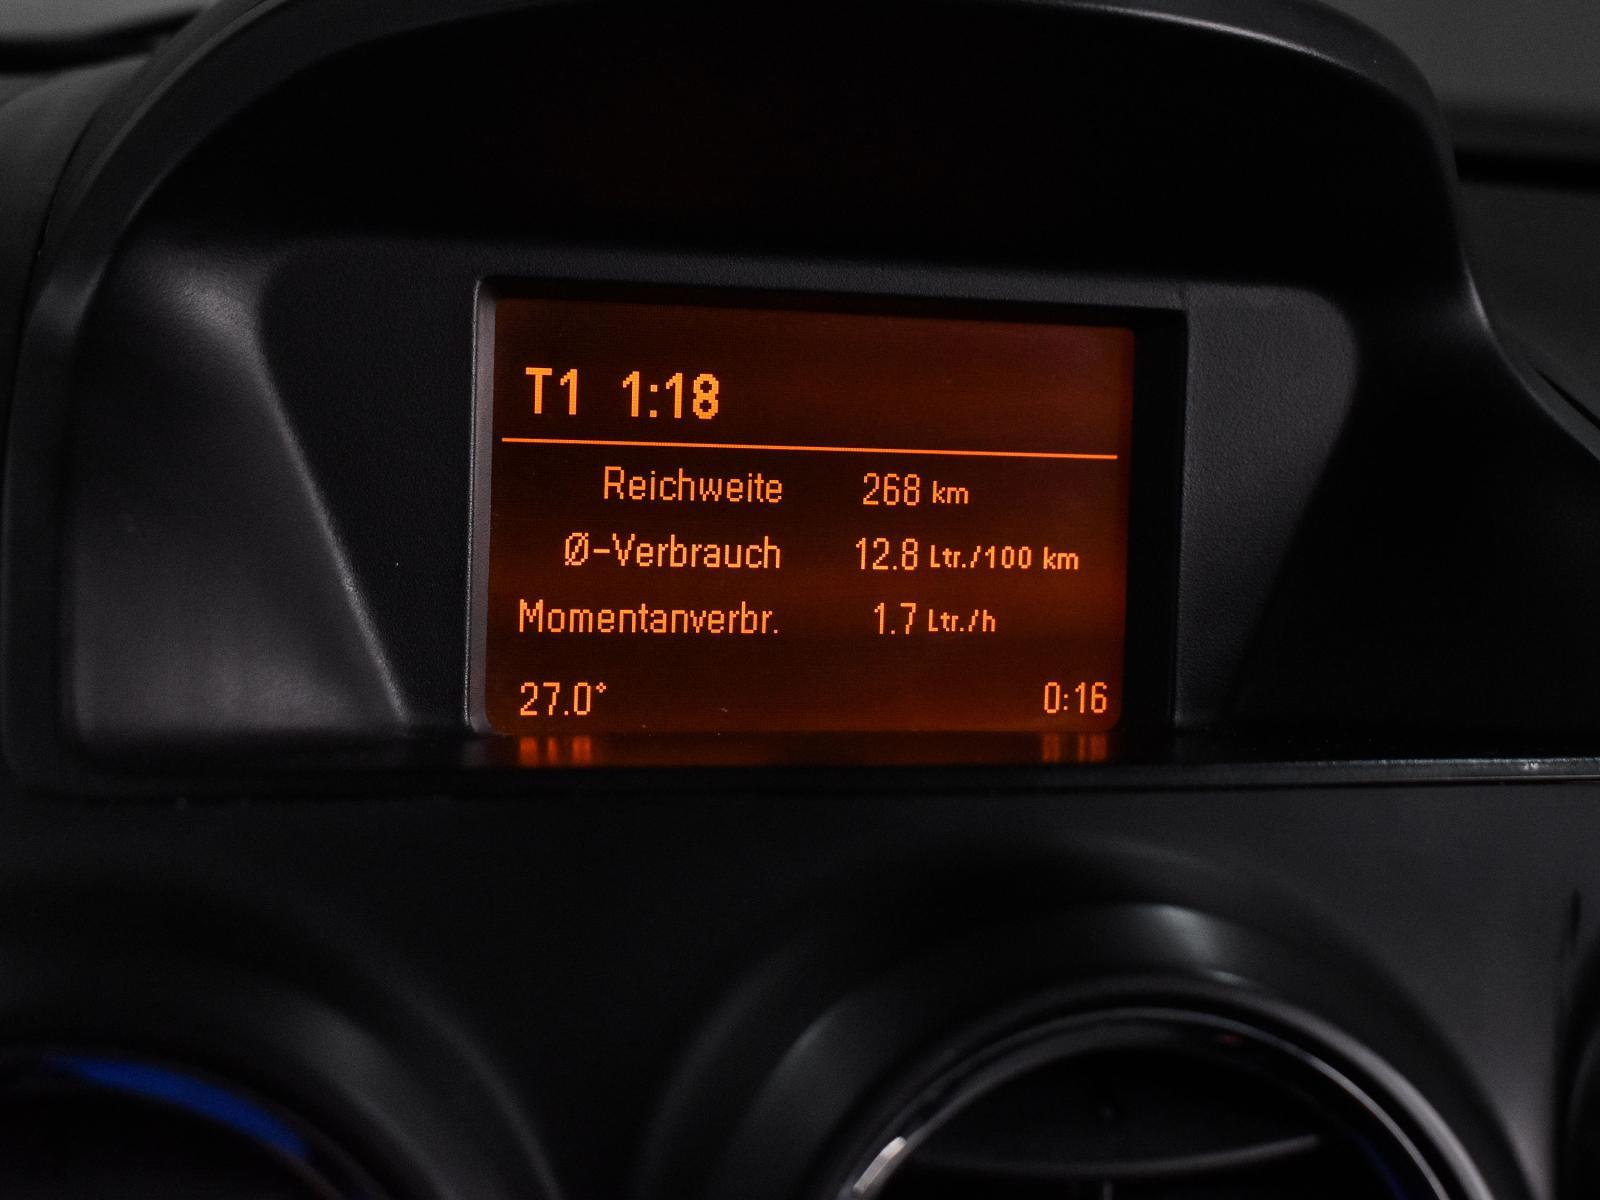 T1 1:18
Reichweite 268 km
Ø-Verbrauch 12.8 Ltr./100 km
Momentanverbr. 1.7 Ltr./h
27.0° 0:16